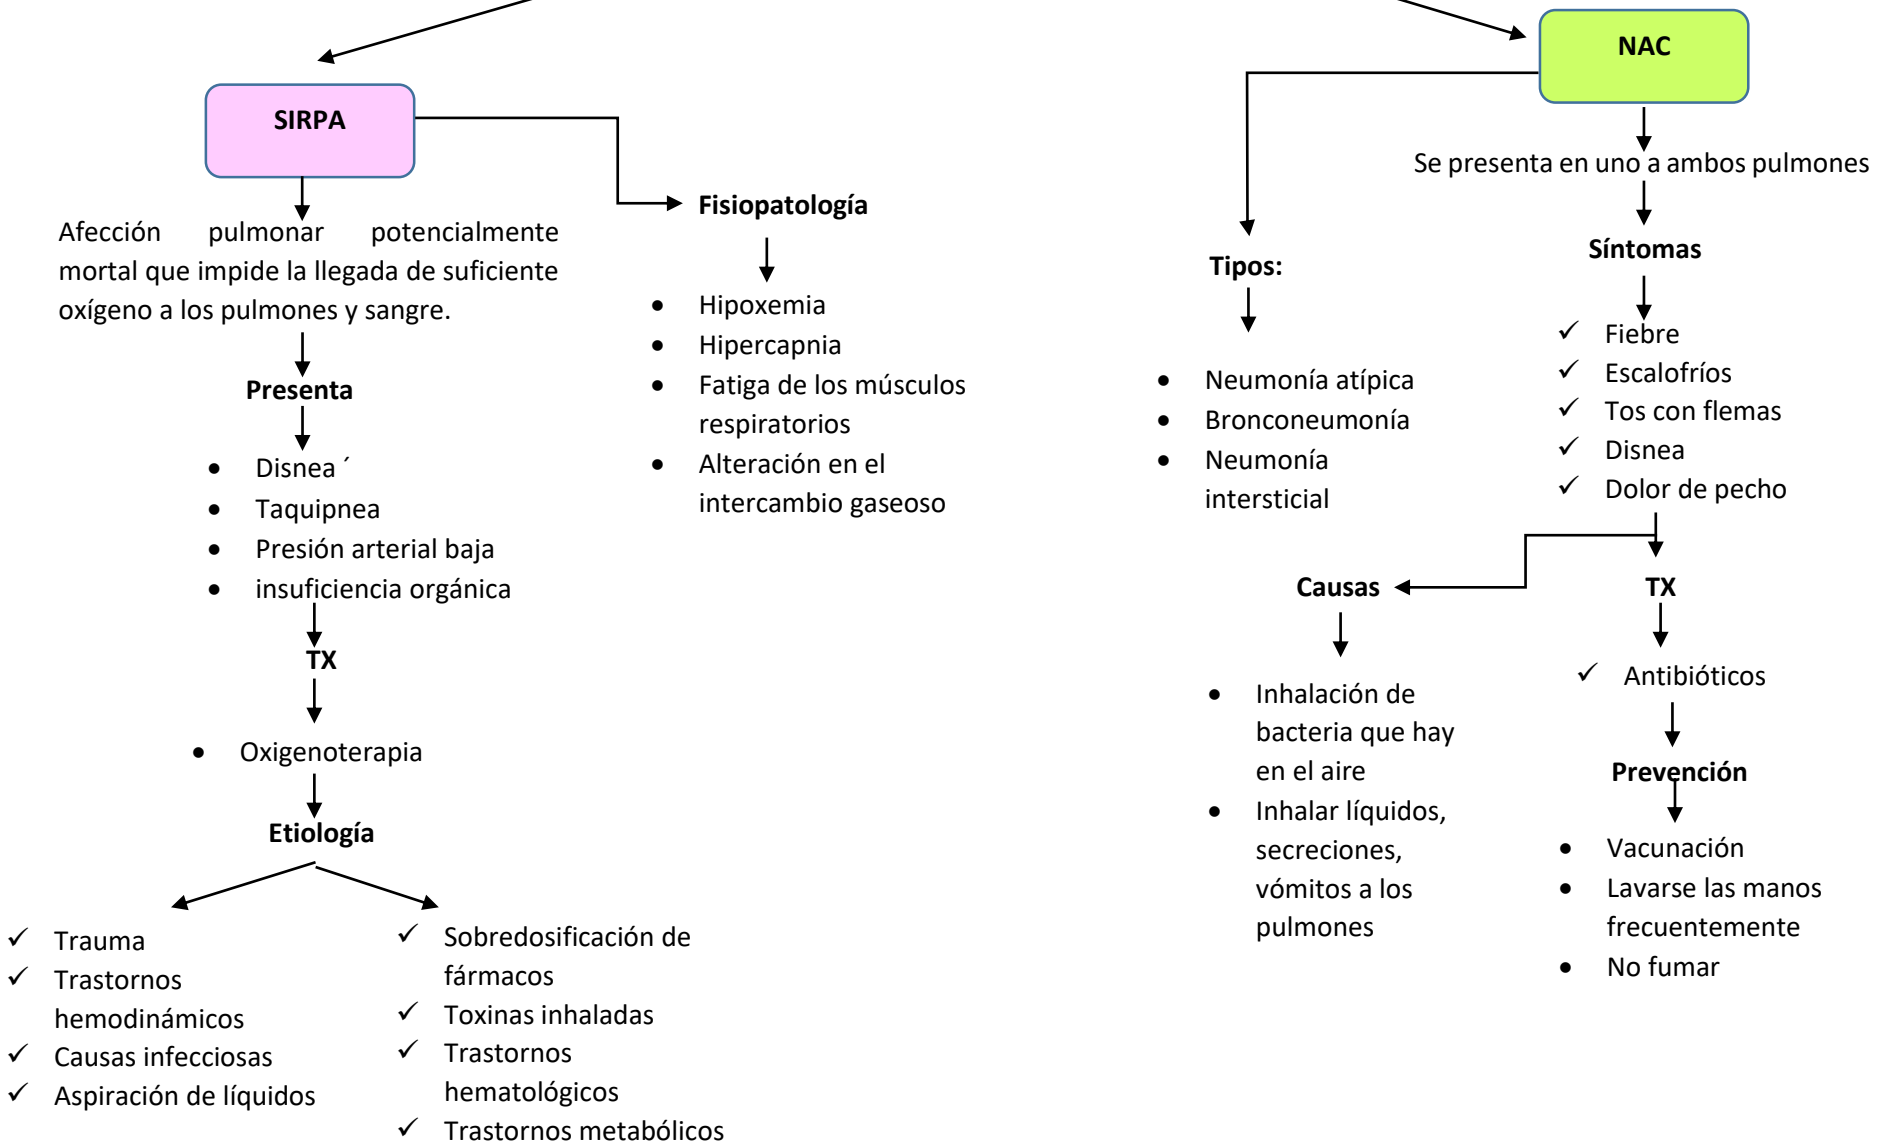 SIRPA
Afección pulmonar potencialmente
mortal que impide la llegada de suficiente
oxígeno a los pulmones y sangre.
Presenta
• Disnea ´
• Taquipnea
• Presión arterial baja
• insuficiencia orgánica
TX
• Oxigenoterapia
Etiología
✓ Trauma
✓ Trastornos
hemodinámicos
✓ Causas infecciosas
✓ Aspiración de líquidos
✓ Sobredosificación de
fármacos
✓ Toxinas inhaladas
✓ Trastornos
hematológicos
✓ Trastornos metabólicos
Fisiopatología
• Hipoxemia
• Hipercapnia
• Fatiga de los músculos
respiratorios
• Alteración en el
intercambio gaseoso
NAC
Se presenta en uno a ambos pulmones
Tipos:
• Neumonía atípica
• Bronconeumonía
• Neumonía
intersticial
Síntomas
✓ Fiebre
✓ Escalofríos
✓ Tos con flemas
✓ Disnea
✓ Dolor de pecho
Causas
• Inhalación de
bacteria que hay
en el aire
• Inhalar líquidos,
secreciones,
vómitos a los
pulmones
TX
✓ Antibióticos
Prevención
• Vacunación
• Lavarse las manos
frecuentemente
• No fumar